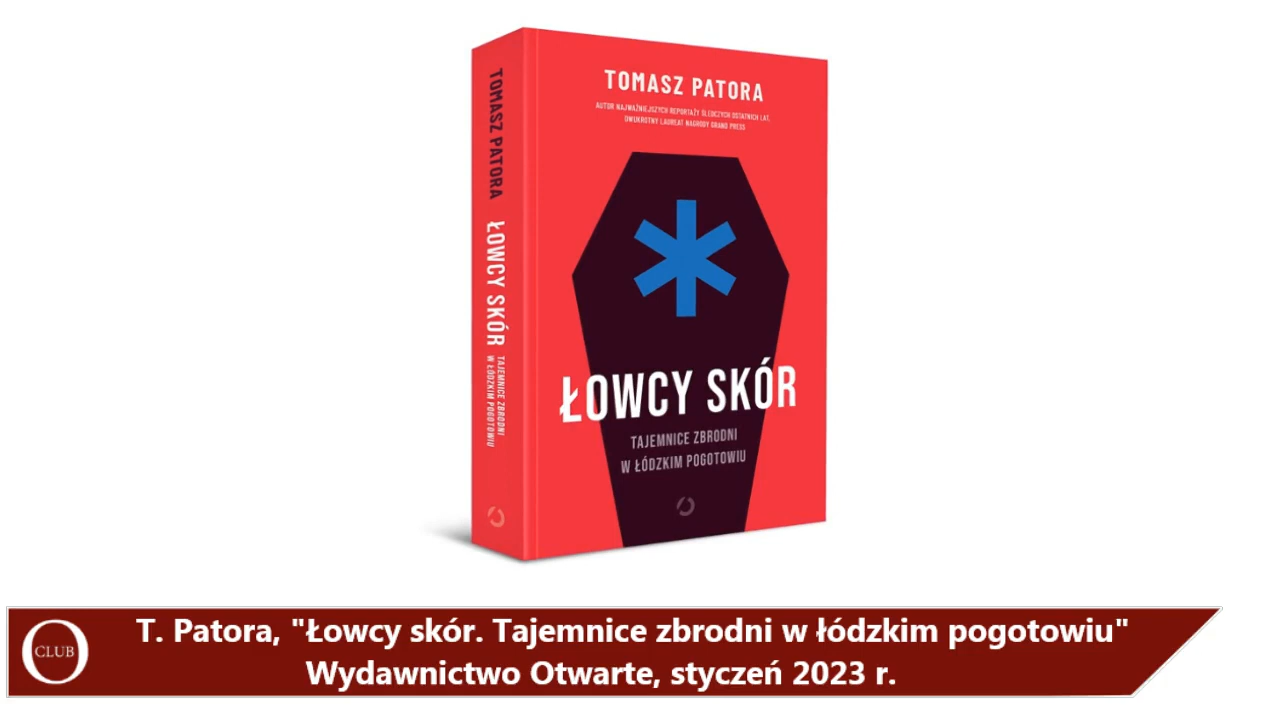 TOMASZ PATORA
AUTOR NAJWAŻNIEJSZYCH REPORTAŻY ŚLEDCZYCH OSTATNICH LAT,
DWUKROTNY LAUREAT NAGRODY GRAND PRESS
ŁOWCY SKÓR
TAJEMNICE ZBRODNI
W ŁÓDZKIM POGOTOWIU
TOMASZ PATORA
ŁOWCY SKÓR
TAJEMNICE ZBRODNI
W ŁÓDZKIM POGOTOWIU
O
CLUB
T. Patora, "Łowcy skór. Tajemnice zbrodni w łódzkim pogotowiu"
Wydawnictwo Otwarte, styczeń 2023 r.